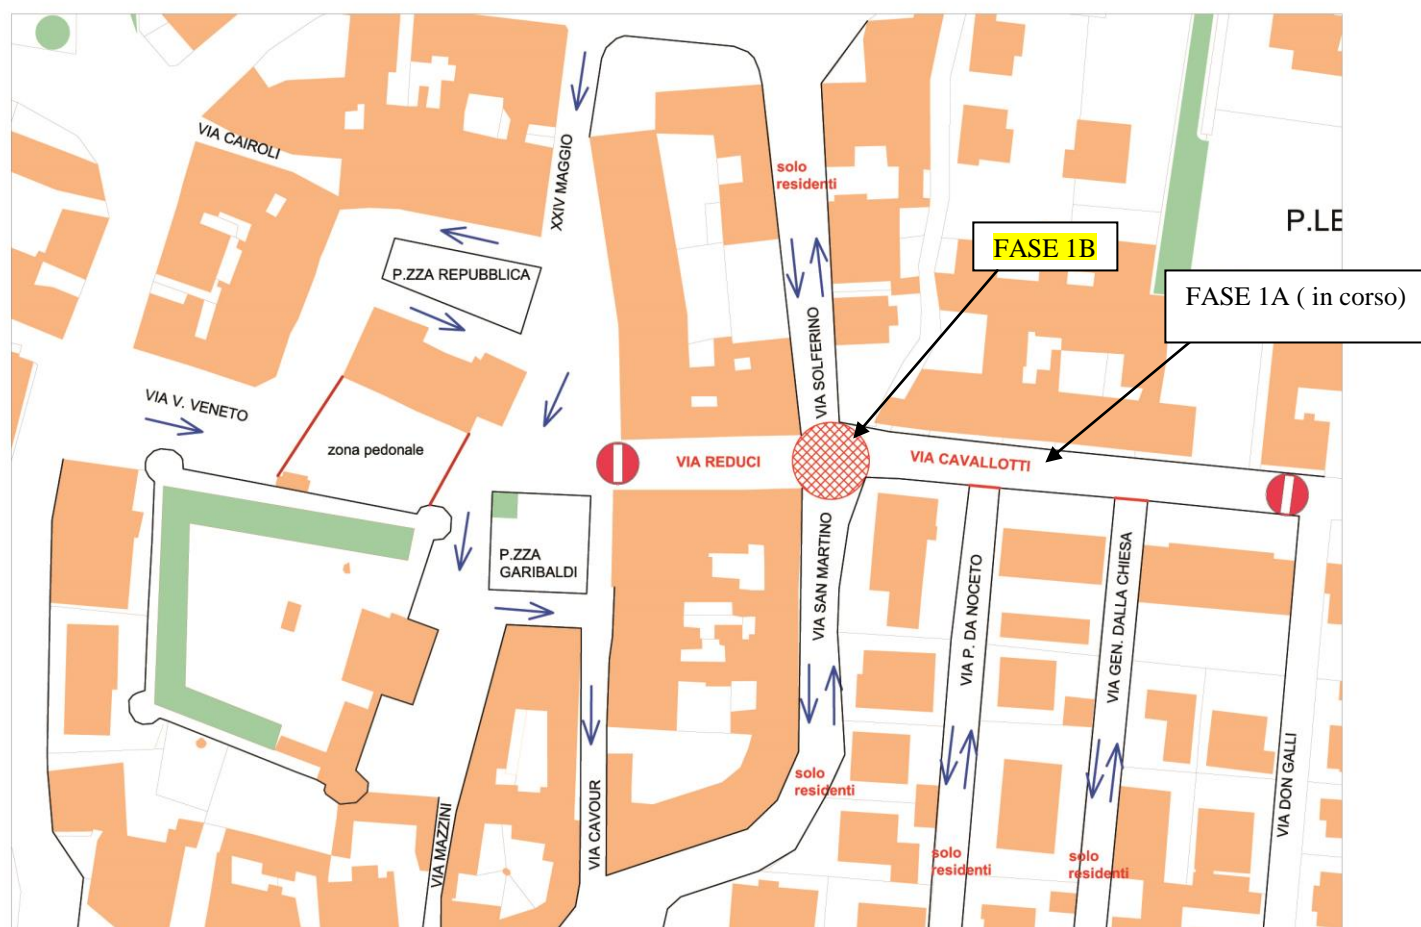 VIA CAIROLI
XXIV MAGGIO
solo
residenti
P.LE
FASE 1B
P.ZZA REPUBBLICA
FASE 1A ( in corso)
VIA SOLFERINO
VIA V. VENETO
zona pedonale
VIA REDUCI
VIA CAVALLOTTI
P.ZZA
GARIBALDI
VIA SAN MARTINO
VIA P. DA NOCETO
VIA GEN. DALLA CHIESA
VIA DON GALLI
solo
residenti
VIA MAZZINI
VIA CAVOUR
solo
residenti
solo
residenti